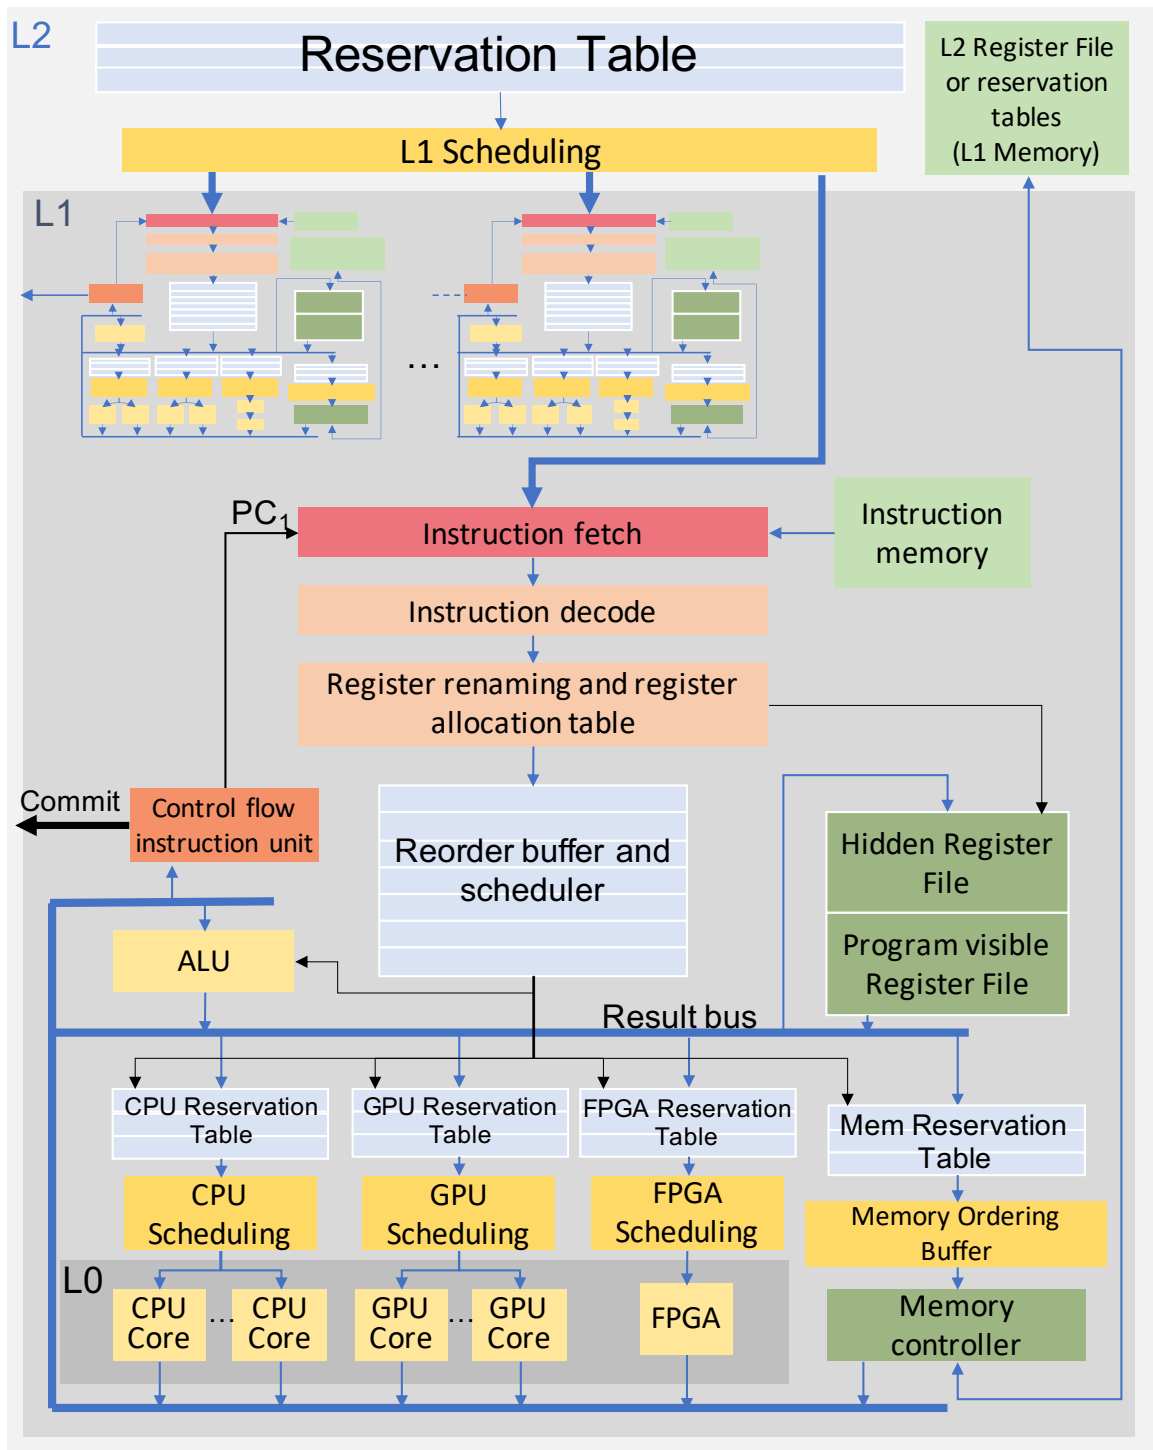 L2
Reservation Table
L2 Register File
or reservation
tables
(L1 Memory)
L1 Scheduling
L1
...
PC1
Instruction fetch
Instruction
memory
Instruction decode
Register renaming and register
allocation table
Commit
Control flow
instruction unit
Reorder buffer and
scheduler
Hidden Register
File
Program visible
Register File
ALU
Result bus
CPU Reservation
Table
GPU Reservation
Table
FPGA Reservation
Table
Mem Reservation
Table
CPU
Scheduling
GPU
Scheduling
FPGA
Scheduling
Memory Ordering
Buffer
L0
CPU
Core
...
CPU
Core
GPU
Core
...
GPU
Core
FPGA
Memory
controller